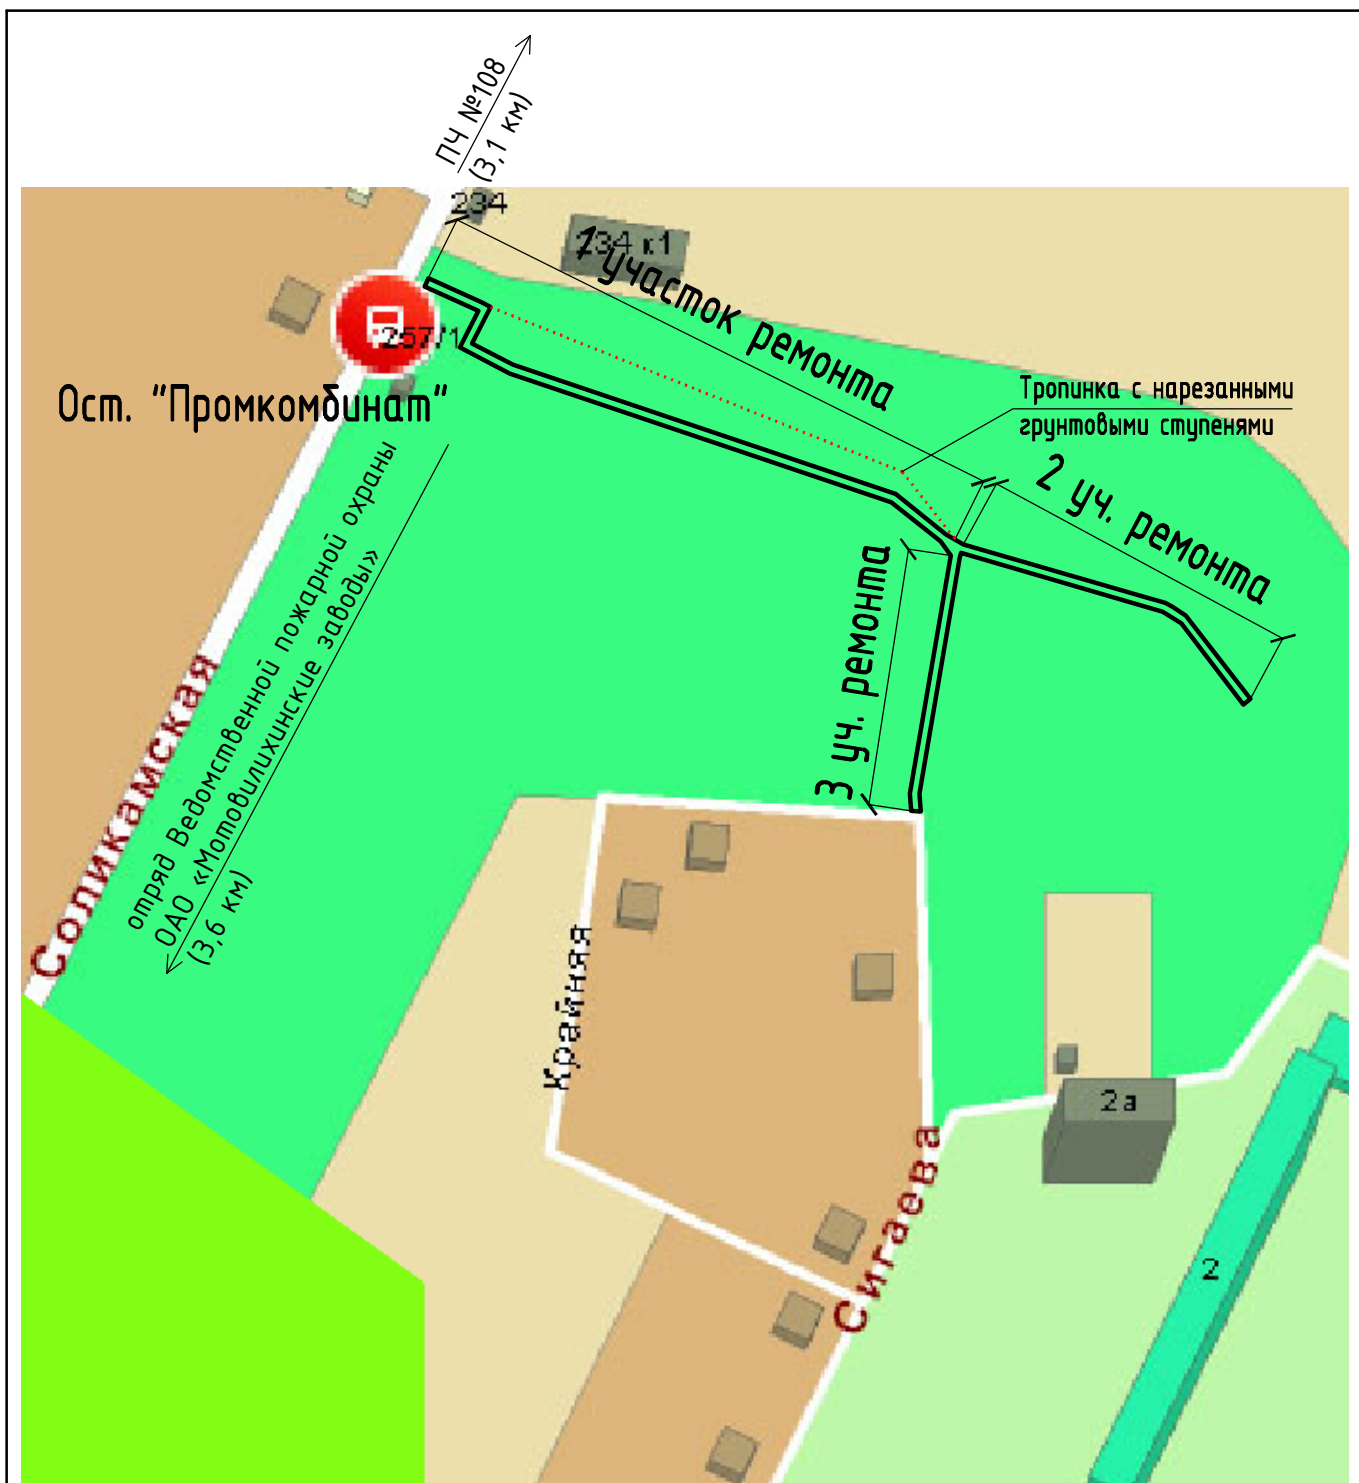 ПЧ №108
(3,1 км)
234
234 к1
1 участок ремонта
257/1
Ост. "Промкомбинат"
Тропинка с нарезанными
грунтовыми ступенями
2 уч. ремонта
3 уч. ремонта
отряд Ведомственной пожарной охраны
ОАО «Мотовилихинские заводы»
(3,6 км)
Соликамская
Крайняя
2а
Сигаева
2